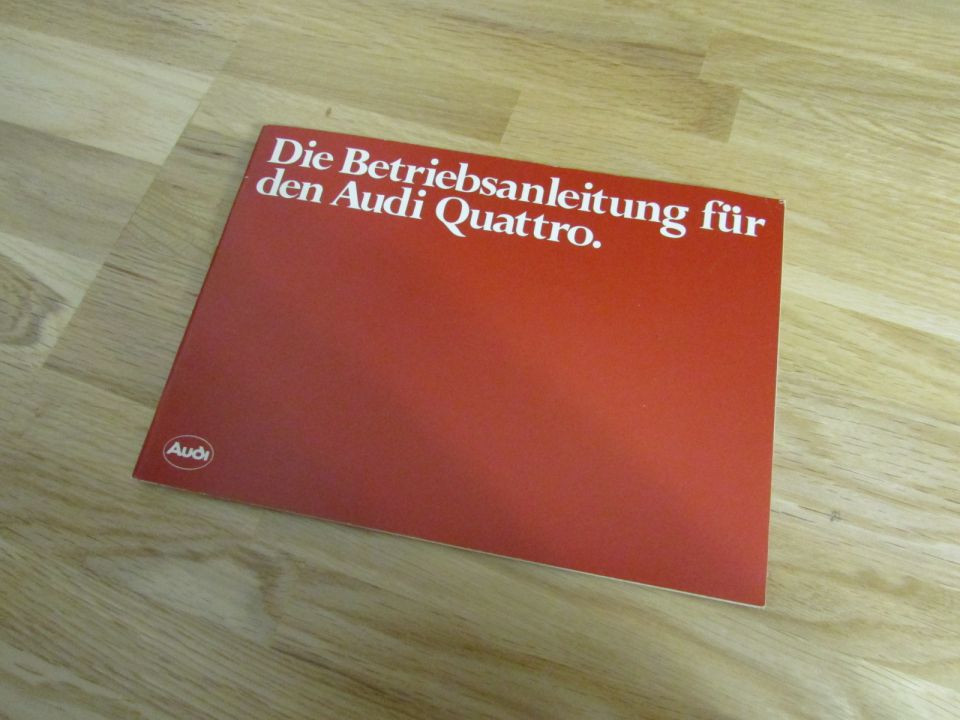 Die Betriebsanleitung für
den Audi Quattro.
Audi